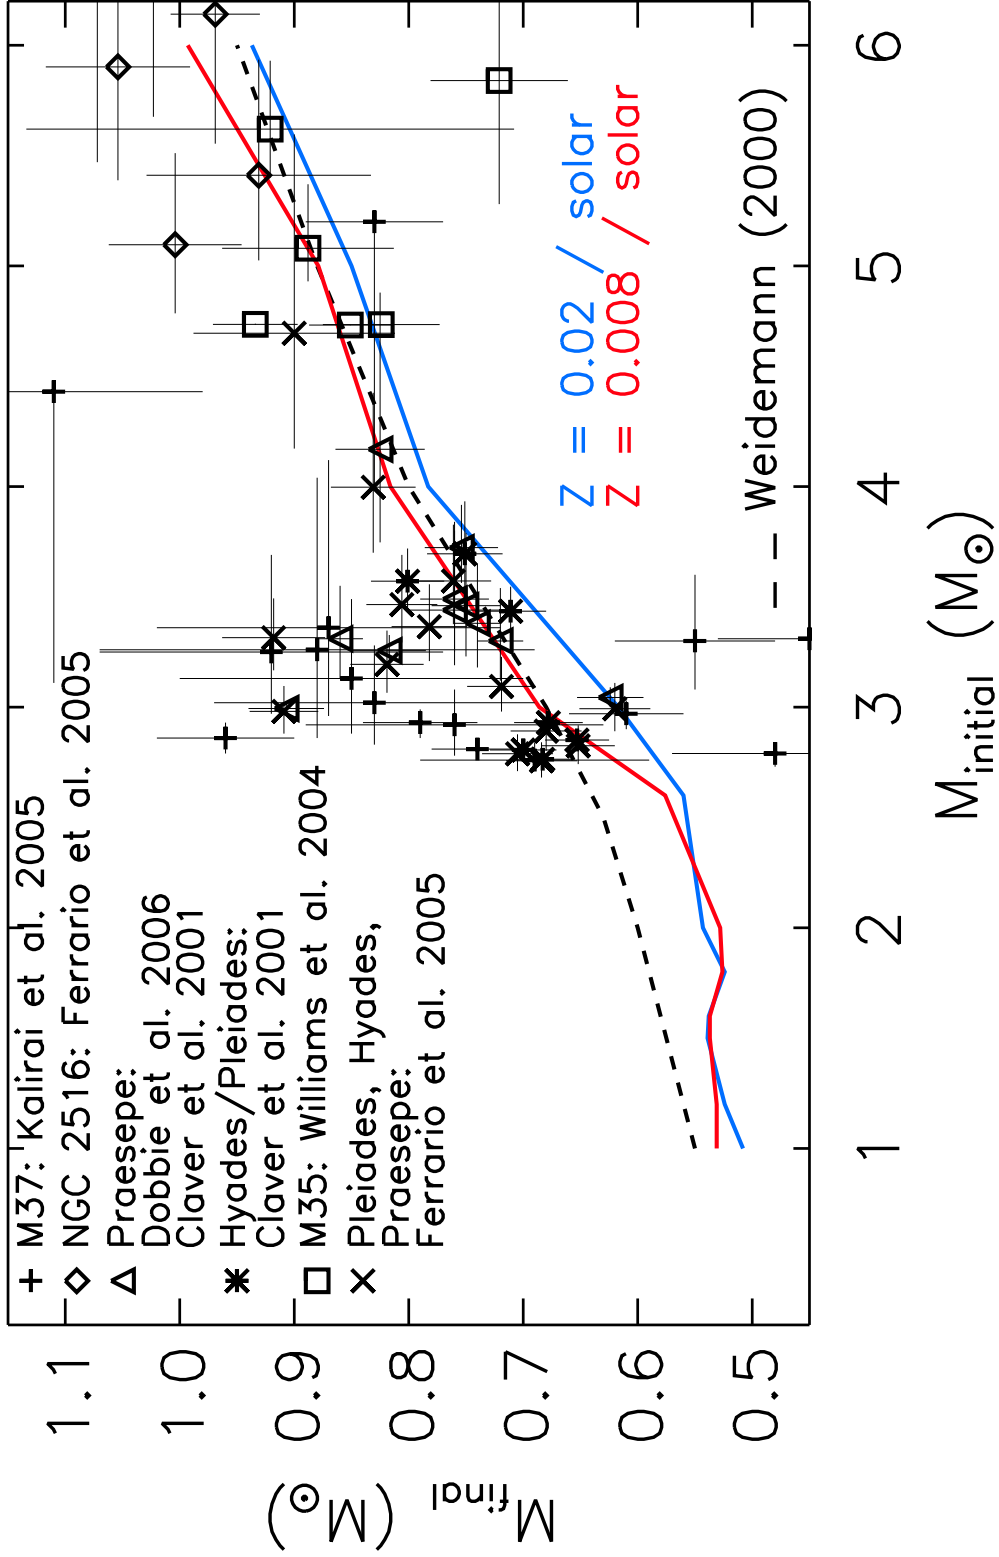 + M37: Kalirai et al. 2005
◇ NGC 2516: Ferrario et al. 2005
△ Praesepe:
Dobbie et al. 2006
Claver et al. 2001
✳ Hyades/Pleiades:
Claver et al. 2001
□ M35: Williams et al. 2004
× Pleiades, Hyades,
Praesepe:
Ferrario et al. 2005
Z = 0.02 / solar
Z = 0.008 / solar
— — Weidemann (2000)
1.1
1.0
0.9
0.8
0.7
0.6
0.5
M_final
(M⊙)
1 2 3 4 5 6
M_initial (M⊙)